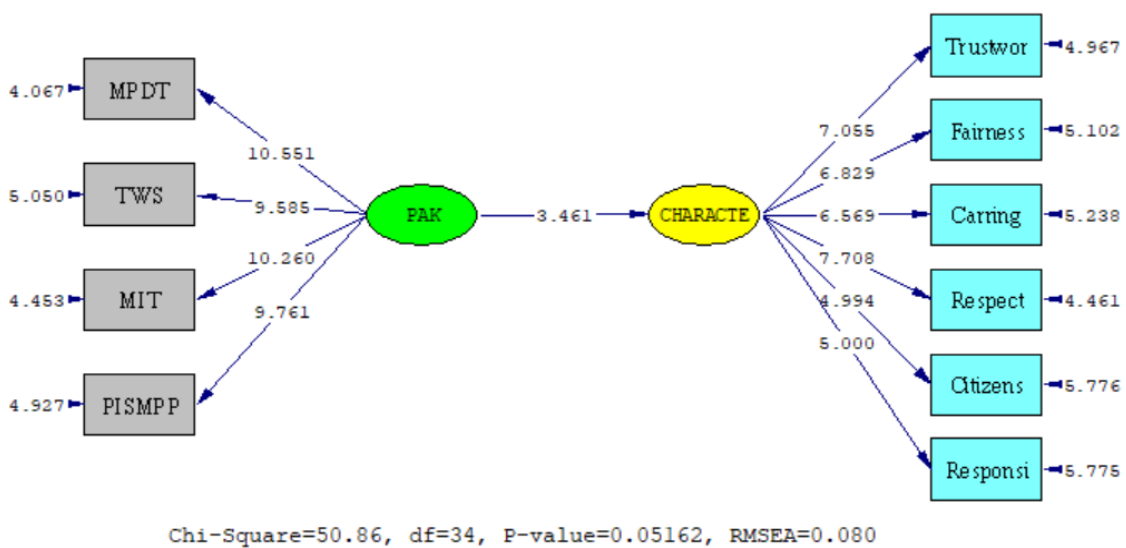 4.067 MPDT
5.050 TWS
4.453 MIT
4.927 PISMPP
10.551
9.585
10.260
9.761
PAK
3.461
CHARACTE
7.055
6.829
6.569
7.708
4.994
5.000
Trustwor 4.967
Fairness 5.102
Carring 5.238
Respect 4.461
Citizens 5.776
Responsi 5.775
Chi-Square=50.86, df=34, P-value=0.05162, RMSEA=0.080